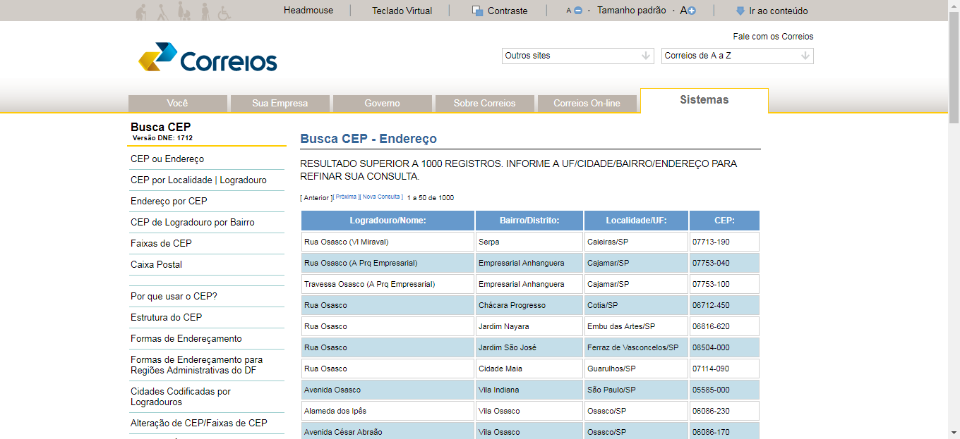 Headmouse | Teclado Virtual | Contraste | A - Tamanho padrão - A | Ir ao conteúdo
Fale com os Correios
Correios
Outros sites
Correios de A a Z
Você
Sua Empresa
Governo
Sobre Correios
Correios On-line
Sistemas
Busca CEP
Versão DNE: 1712
CEP ou Endereço
CEP por Localidade | Logradouro
Endereço por CEP
CEP de Logradouro por Bairro
Faixas de CEP
Caixa Postal
Por que usar o CEP?
Estrutura do CEP
Formas de Endereçamento
Formas de Endereçamento para
Regiões Administrativas do DF
Cidades Codificadas por
Logradouros
Alteração de CEP/Faixas de CEP
Busca CEP - Endereço
RESULTADO SUPERIOR A 1000 REGISTROS. INFORME A UF/CIDADE/BAIRRO/ENDEREÇO PARA
REFINAR SUA CONSULTA.
[ Anterior ][ Próxima ][ Nova Consulta ] 1 a 50 de 1000
Logradouro/Nome: Bairro/Distrito: Localidade/UF: CEP:
Rua Osasco (Vl Miraval) Serpa Caieiras/SP 07713-190
Rua Osasco (A Prq Empresarial) Empresarial Anhanguera Cajamar/SP 07753-040
Travessa Osasco (A Prq Empresarial) Empresarial Anhanguera Cajamar/SP 07753-100
Rua Osasco Chácara Progresso Cotia/SP 06712-450
Rua Osasco Jardim Nayara Embu das Artes/SP 06816-620
Rua Osasco Jardim São José Ferraz de Vasconcelos/SP 08504-000
Rua Osasco Cidade Maia Guarulhos/SP 07114-090
Avenida Osasco Vila Indiana São Paulo/SP 05585-000
Alameda dos Ipês Vila Osasco Osasco/SP 06086-230
Avenida César Abraão Vila Osasco Osasco/SP 06086-170